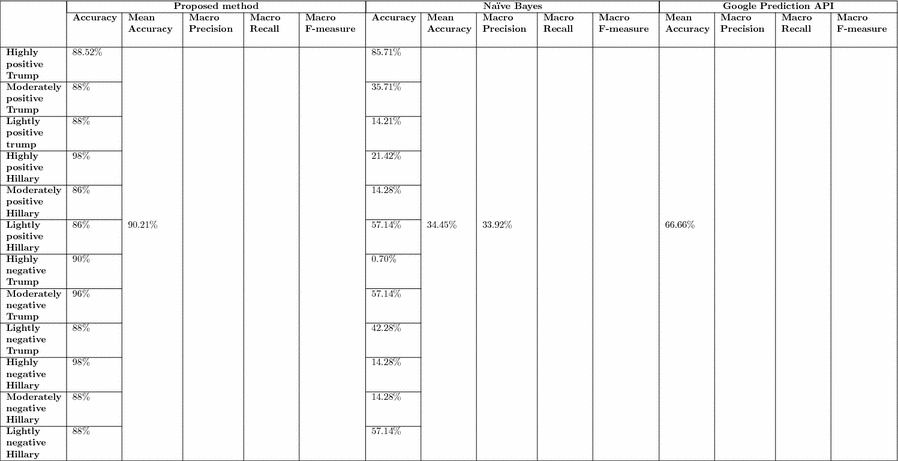 Proposed method Naïve Bayes Google Prediction API
Accuracy Mean Macro Macro Macro Accuracy Mean Macro Macro Macro Mean Macro Macro Macro
Accuracy Precision Recall F-measure Accuracy Precision Recall F-measure Accuracy Precision Recall F-measure
Highly 88.52% 85.71%
positive
Trump
Moderately 88% 35.71%
positive
Trump
Lightly 88% 14.21%
positive
trump
Highly 98% 21.42%
positive
Hillary
Moderately 86% 14.28%
positive
Hillary
Lightly 86% 90.21% 57.14% 34.45% 33.92% 66.66%
positive
Hillary
Highly 90% 0.70%
negative
Trump
Moderately 96% 57.14%
negative
Trump
Lightly 88% 42.28%
negative
Trump
Highly 98% 14.28%
negative
Hillary
Moderately 88% 14.28%
negative
Hillary
Lightly 88% 57.14%
negative
Hillary